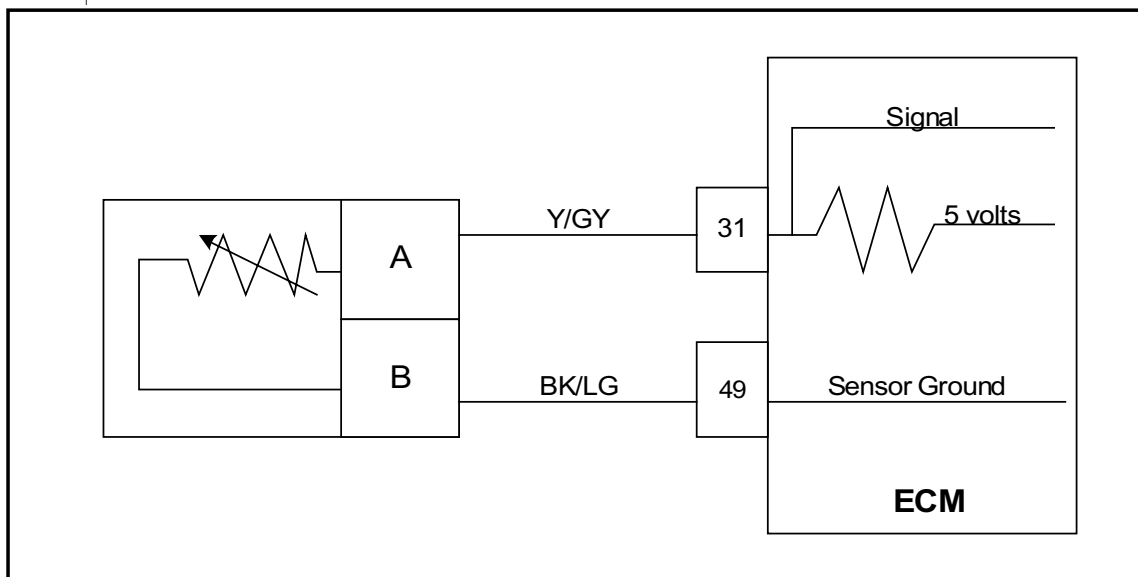 Signal
5 volts
Y/GY
31
A
B
BK/LG
49
Sensor Ground
ECM